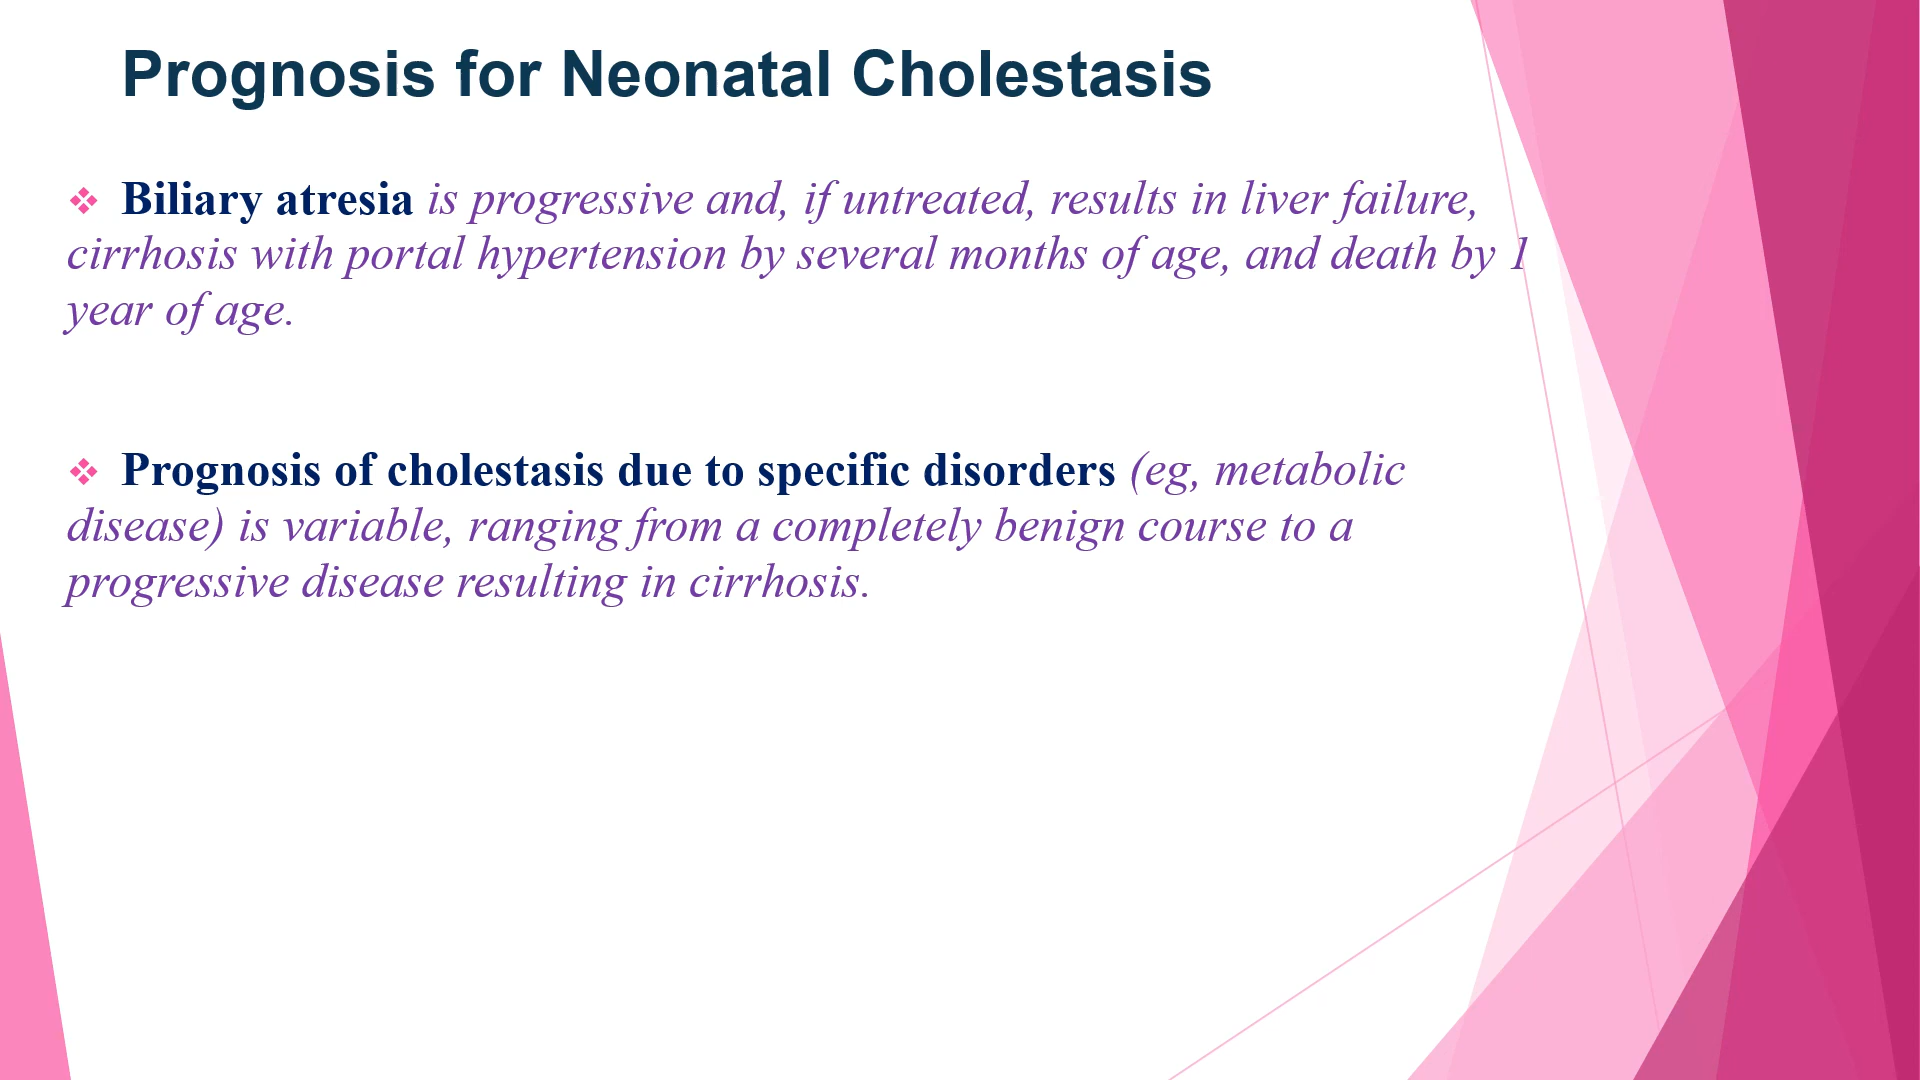 Prognosis for Neonatal Cholestasis
❖ Biliary atresia is progressive and, if untreated, results in liver failure,
cirrhosis with portal hypertension by several months of age, and death by 1
year of age.
❖ Prognosis of cholestasis due to specific disorders (eg, metabolic
disease) is variable, ranging from a completely benign course to a
progressive disease resulting in cirrhosis.